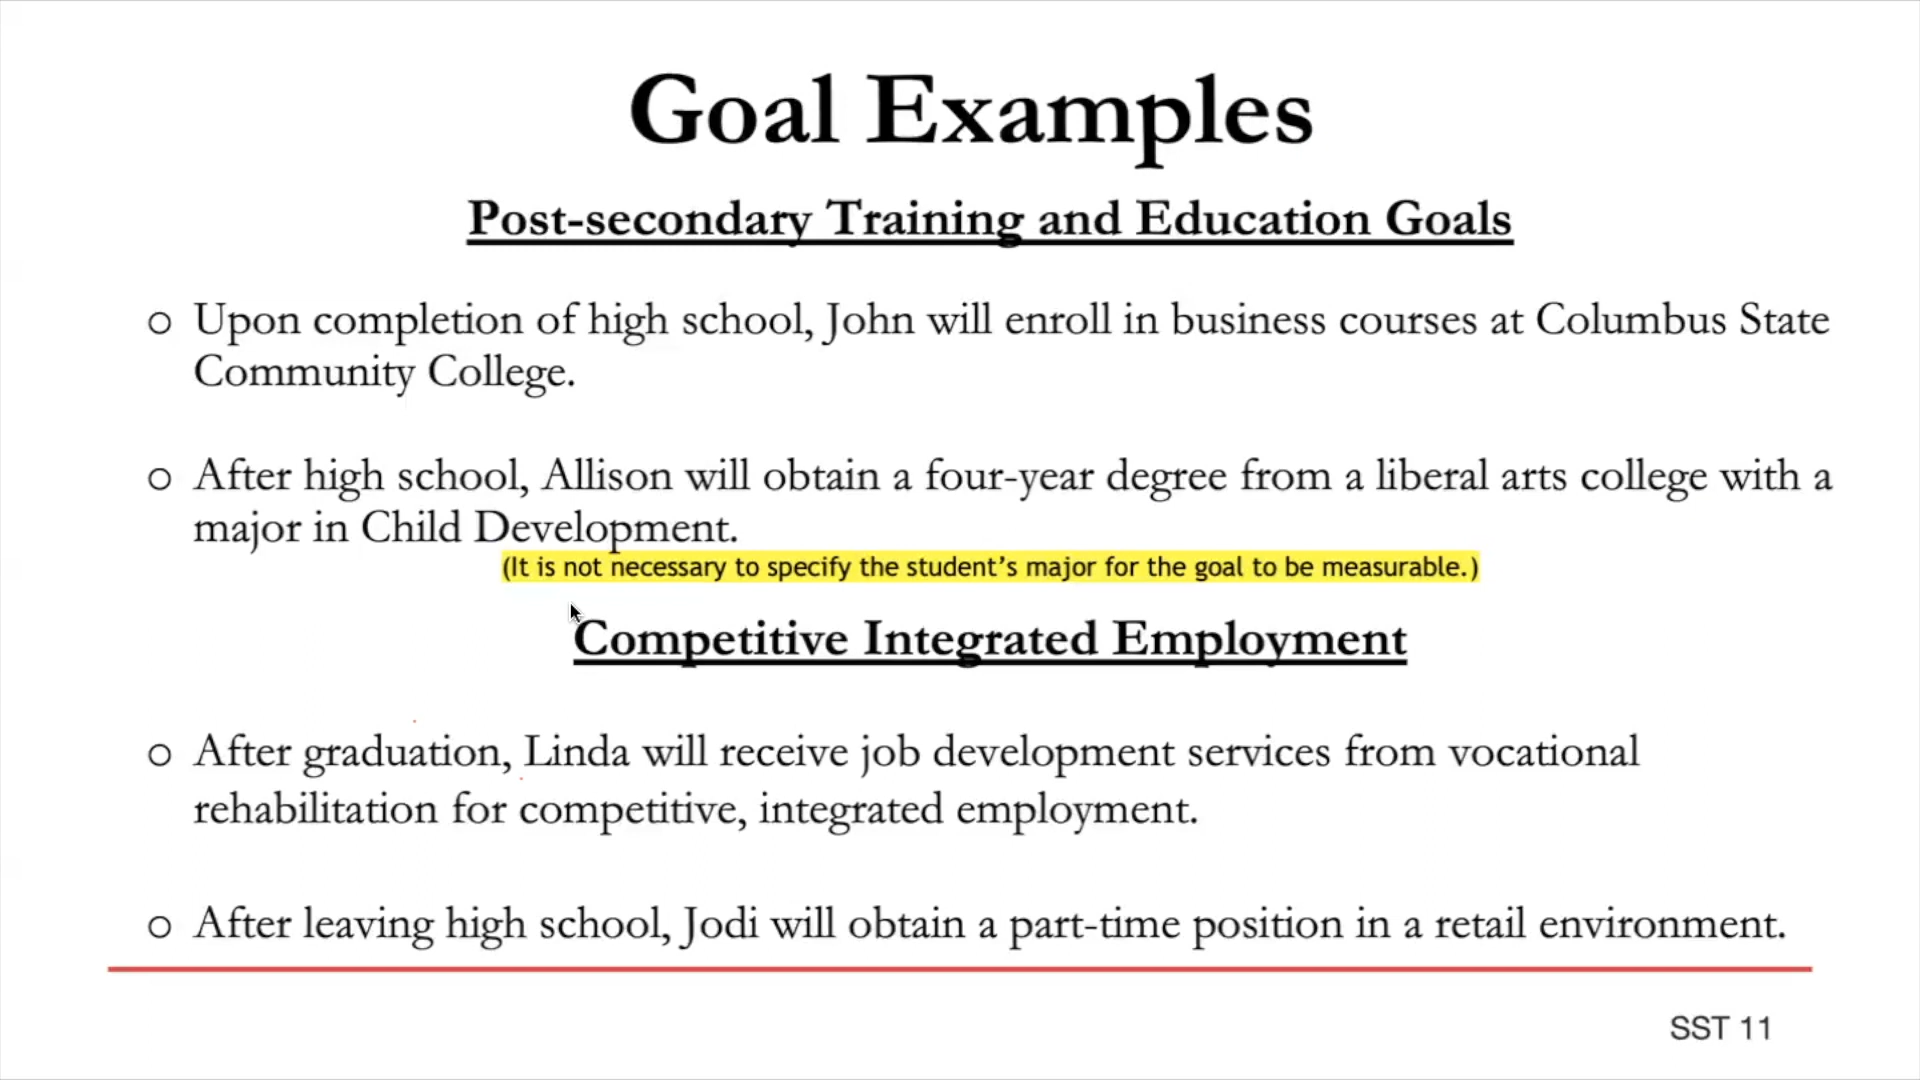 Goal Examples
Post-secondary Training and Education Goals
○ Upon completion of high school, John will enroll in business courses at Columbus State
Community College.
○ After high school, Allison will obtain a four-year degree from a liberal arts college with a
major in Child Development.
(It is not necessary to specify the student’s major for the goal to be measurable.)
Competitive Integrated Employment
○ After graduation, Linda will receive job development services from vocational
rehabilitation for competitive, integrated employment.
○ After leaving high school, Jodi will obtain a part-time position in a retail environment.
SST 11